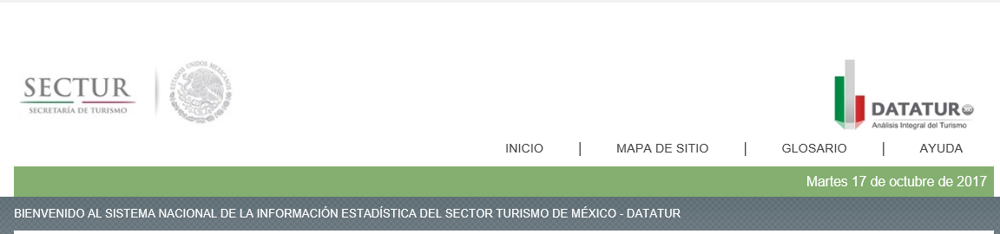 SECTUR
SECRETARÍA DE TURISMO
ESTADOS UNIDOS MEXICANOS
DATATUR 360
Análisis Integral del Turismo
INICIO | MAPA DE SITIO | GLOSARIO | AYUDA
Martes 17 de octubre de 2017
BIENVENIDO AL SISTEMA NACIONAL DE LA INFORMACIÓN ESTADÍSTICA DEL SECTOR TURISMO DE MÉXICO - DATATUR